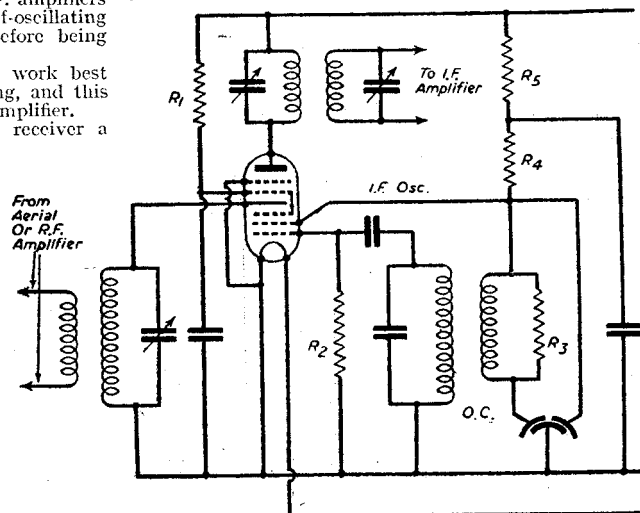 amplifiers
f-oscillating
efore being
work best
ng, and this
mplifier.
receiver a
R1
To I.F.
Amplifier
R5
R4
I.F. Osc.
From
Aerial
Or R.F.
Amplifier
R2
R3
O.C.